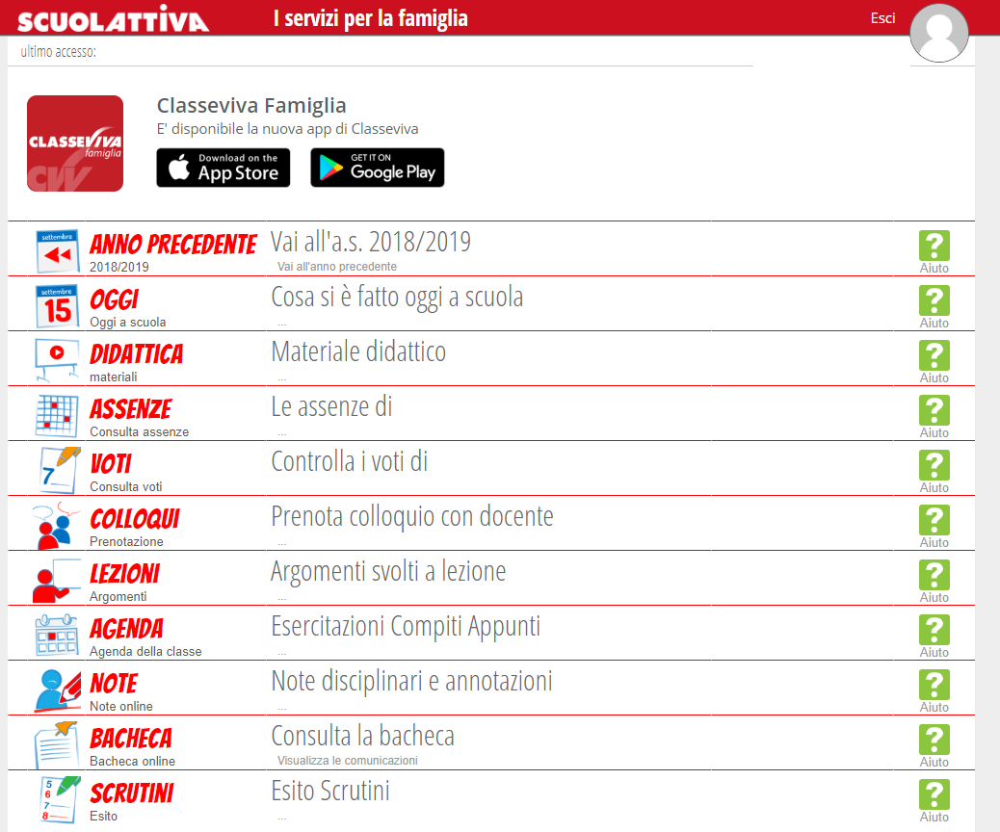 SCUOLATTIVA
I servizi per la famiglia
Esci
ultimo accesso:
Classeviva Famiglia
E' disponibile la nuova app di Classeviva
CLASSEVIVA
famiglia
CVV
Download on the
App Store
GET IT ON
Google Play
settembre
ANNO PRECEDENTE
2018/2019
Vai all'a.s. 2018/2019
Vai all'anno precedente
Aiuto
settembre
15
OGGI
Oggi a scuola
Cosa si è fatto oggi a scuola
...
Aiuto
DIDATTICA
materiali
Materiale didattico
...
Aiuto
ASSENZE
Consulta assenze
Le assenze di
...
Aiuto
7
VOTI
Consulta voti
Controlla i voti di
Aiuto
COLLOQUI
Prenotazione
Prenota colloquio con docente
...
Aiuto
LEZIONI
Argomenti
Argomenti svolti a lezione
...
Aiuto
AGENDA
Agenda della classe
Esercitazioni Compiti Appunti
...
Aiuto
NOTE
Note online
Note disciplinari e annotazioni
...
Aiuto
BACHECA
Bacheca online
Consulta la bacheca
Visualizza le comunicazioni
Aiuto
5
6
7
8
SCRUTINI
Esito
Esito Scrutini
...
Aiuto